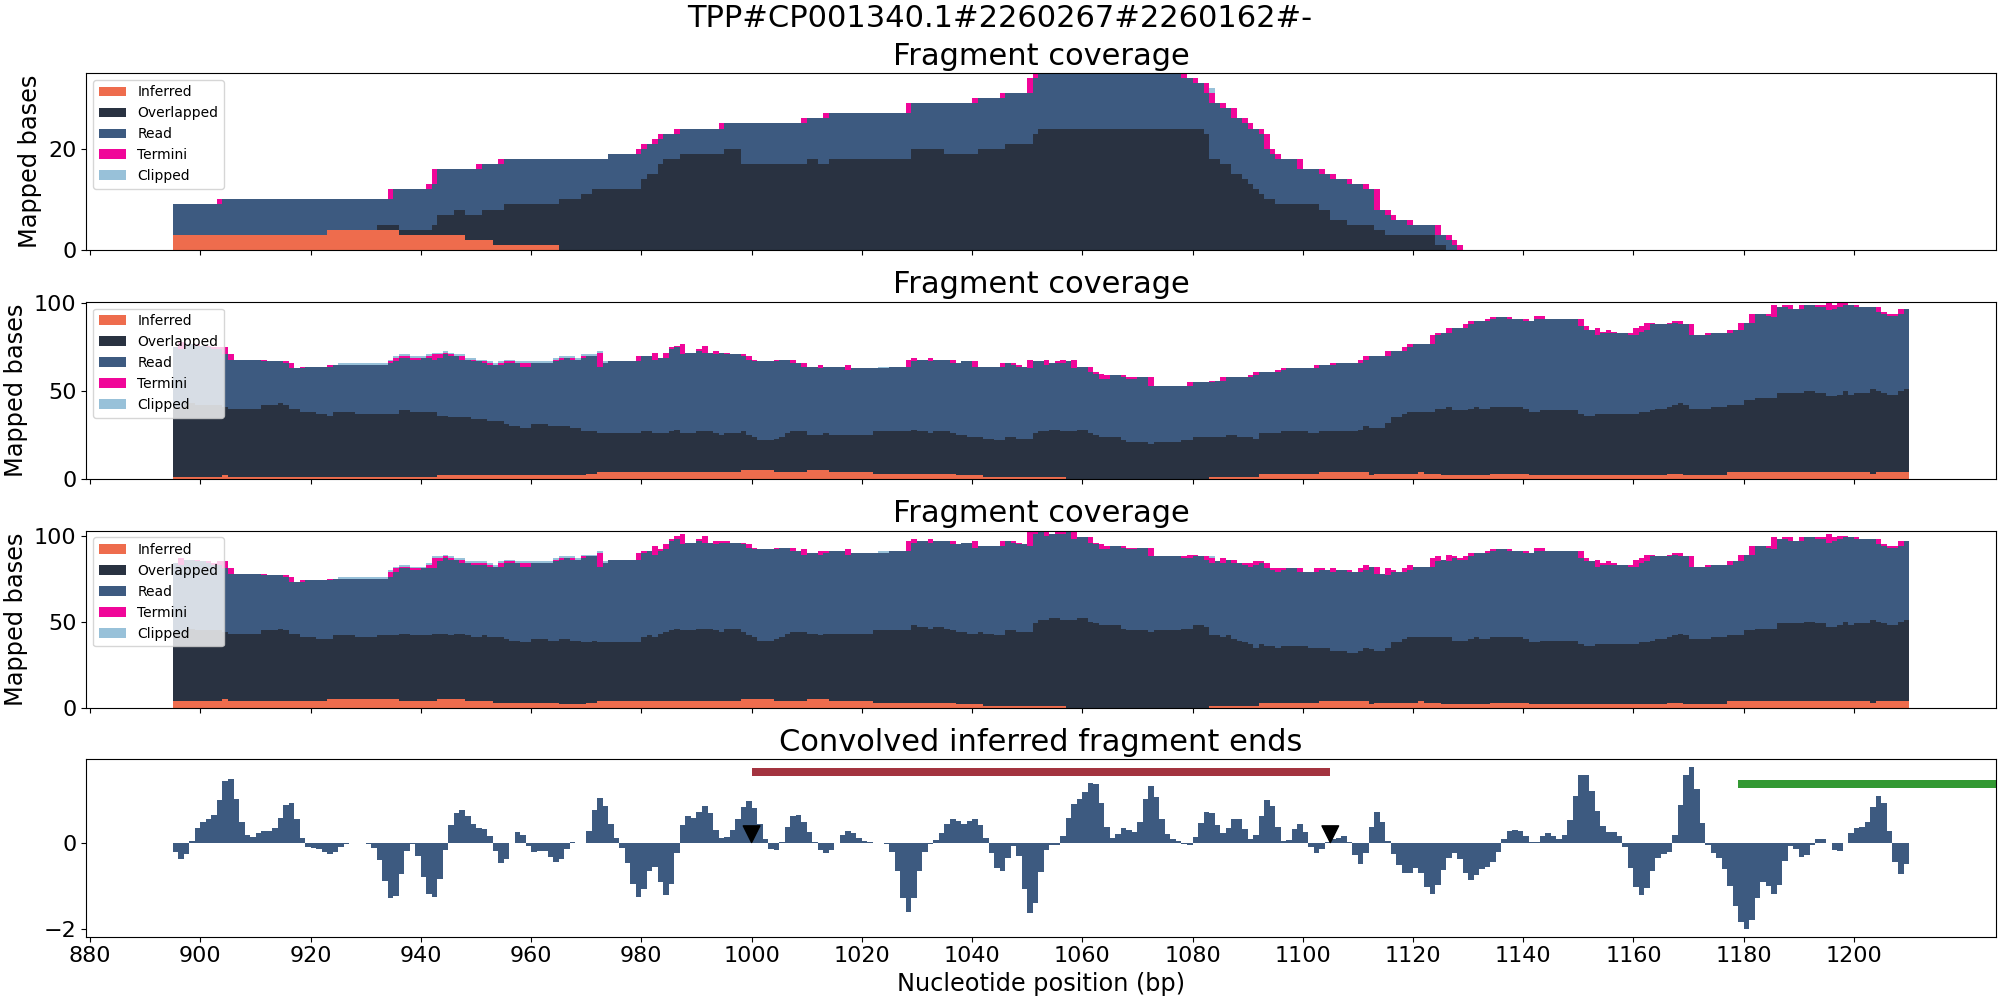 TPP#CP001340.1#2260267#2260162#-
Fragment coverage
Mapped bases
20
0
Inferred
Overlapped
Read
Termini
Clipped
Fragment coverage
Mapped bases
100
50
0
Inferred
Overlapped
Read
Termini
Clipped
Fragment coverage
Mapped bases
100
50
0
Inferred
Overlapped
Read
Termini
Clipped
Convolved inferred fragment ends
0
−2
880 900 920 940 960 980 1000 1020 1040 1060 1080 1100 1120 1140 1160 1180 1200
Nucleotide position (bp)